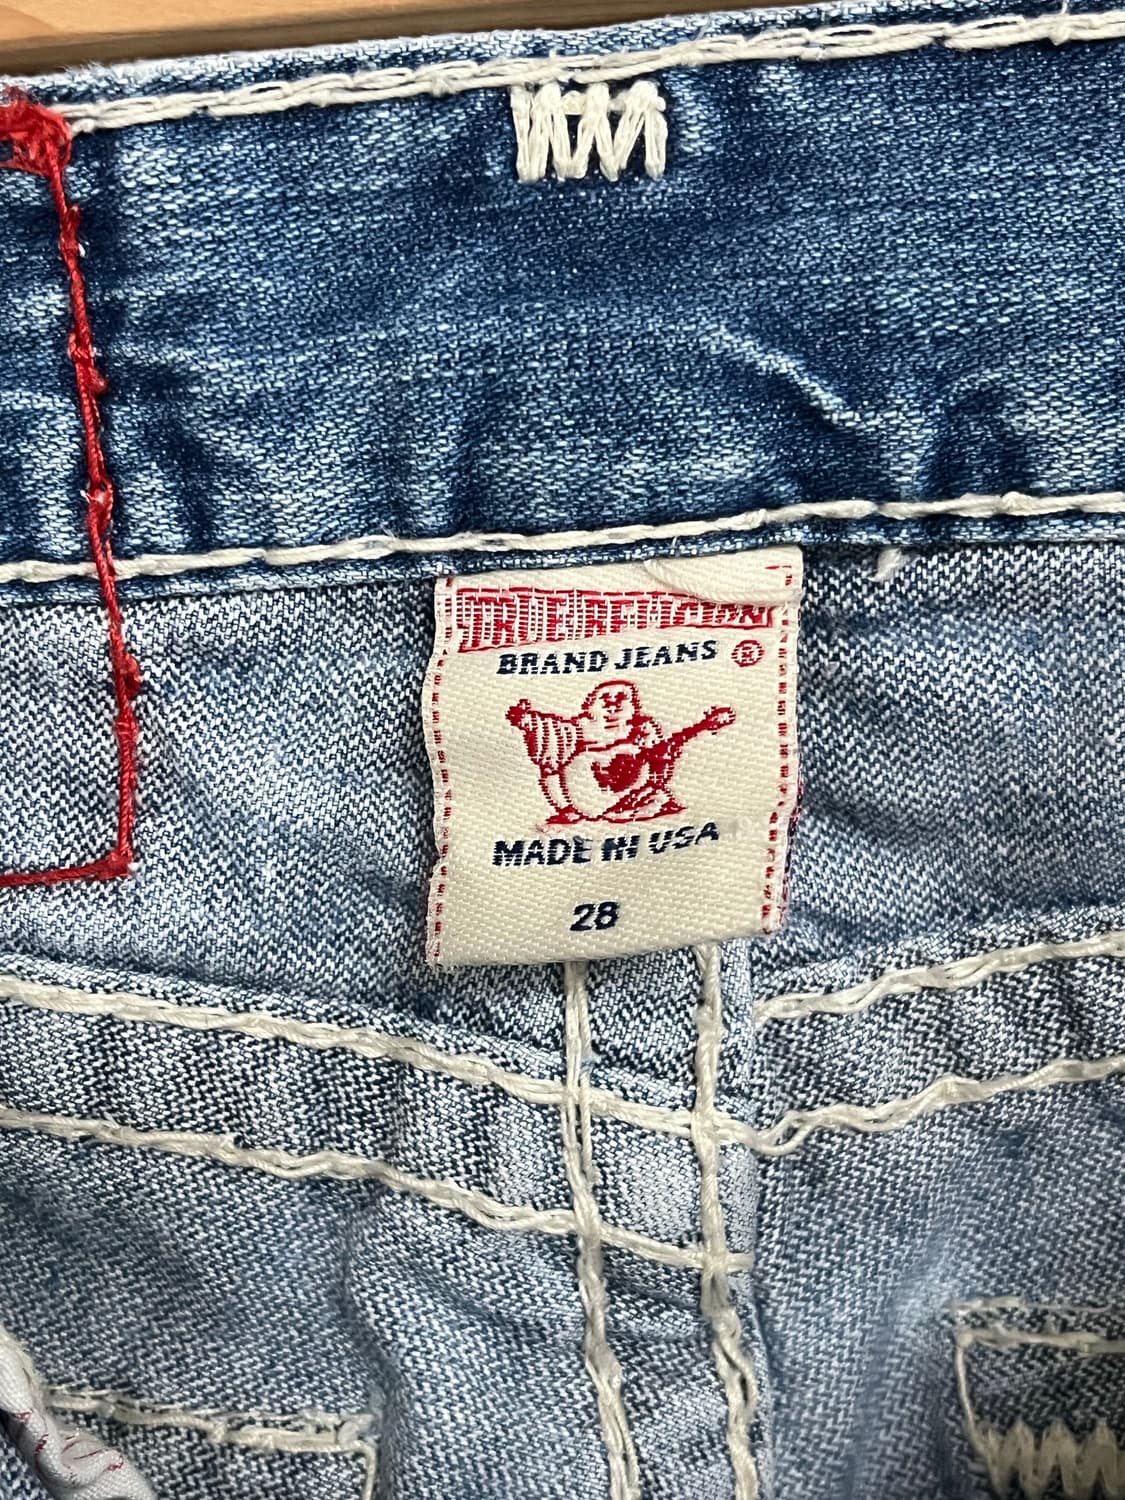 TRUE RELIGION
BRAND JEANS ®
MADE IN USA
28